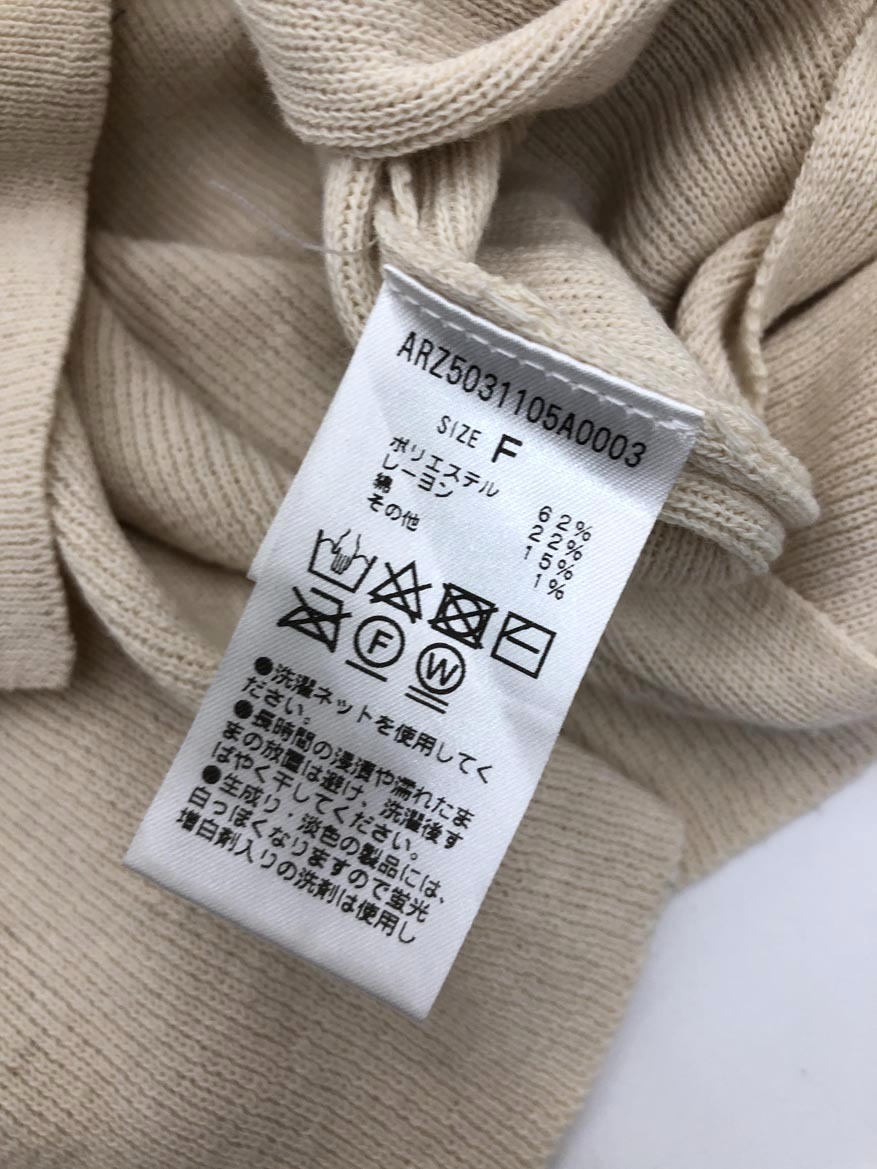 ARZ5031105A0003
SIZE F
ポリエステル 62%
レーヨン 22%
綿 15%
その他 1%
F W
●洗濯ネットを使用してく
ださい。
●長時間の浸漬や濡れたま
まの放置は避け、洗濯後す
ばやく干してください。
●生成り・淡色の製品には、
白っぽくなりますので蛍光
増白剤入りの洗剤は使用し